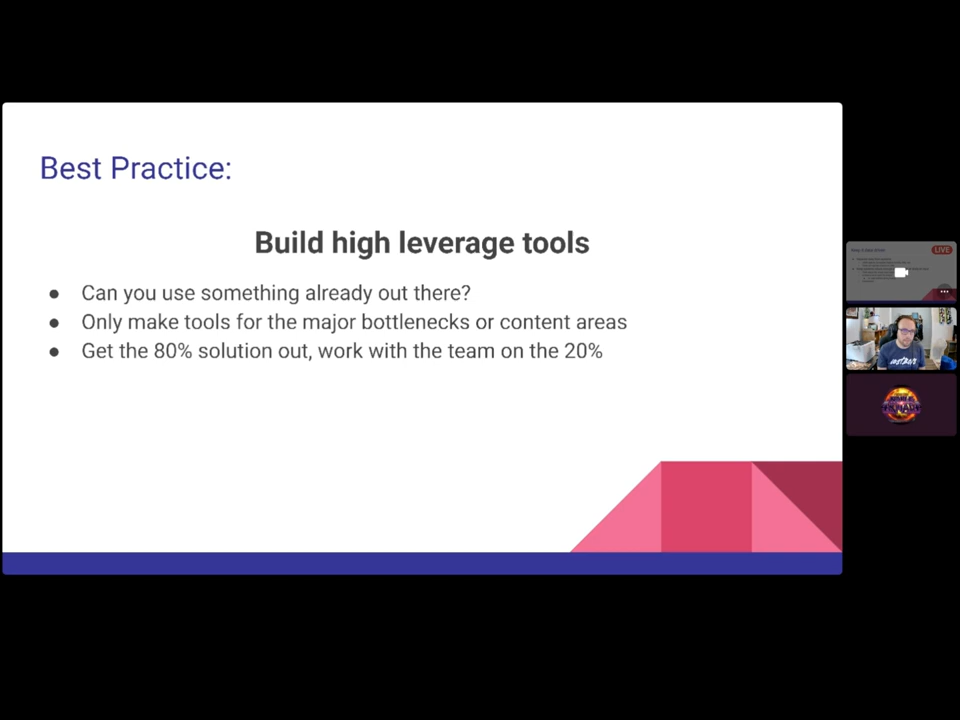 Best Practice:
Build high leverage tools
● Can you use something already out there?
● Only make tools for the major bottlenecks or content areas
● Get the 80% solution out, work with the team on the 20%
LIVE